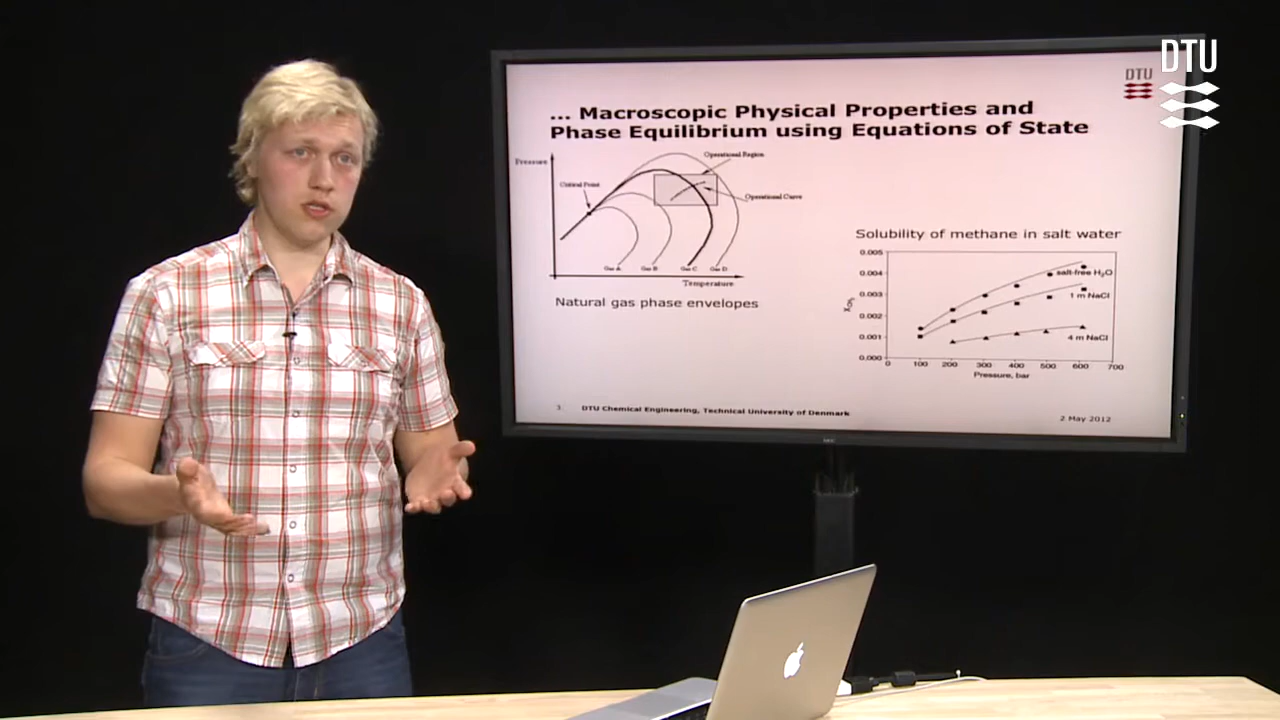 DTU
DTU
... Macroscopic Physical Properties and
Phase Equilibrium using Equations of State
Pressure
Operational Region
Critical Point
Operational Curve
Gas A
Gas B
Gas C
Gas D
Temperature
Natural gas phase envelopes
Solubility of methane in salt water
0.005
0.004
0.003
0.002
0.001
0.000
salt-free H₂O
1 m NaCl
4 m NaCl
0
100
200
300
400
500
600
700
Pressure, bar
DTU Chemical Engineering, Technical University of Denmark
2 May 2012